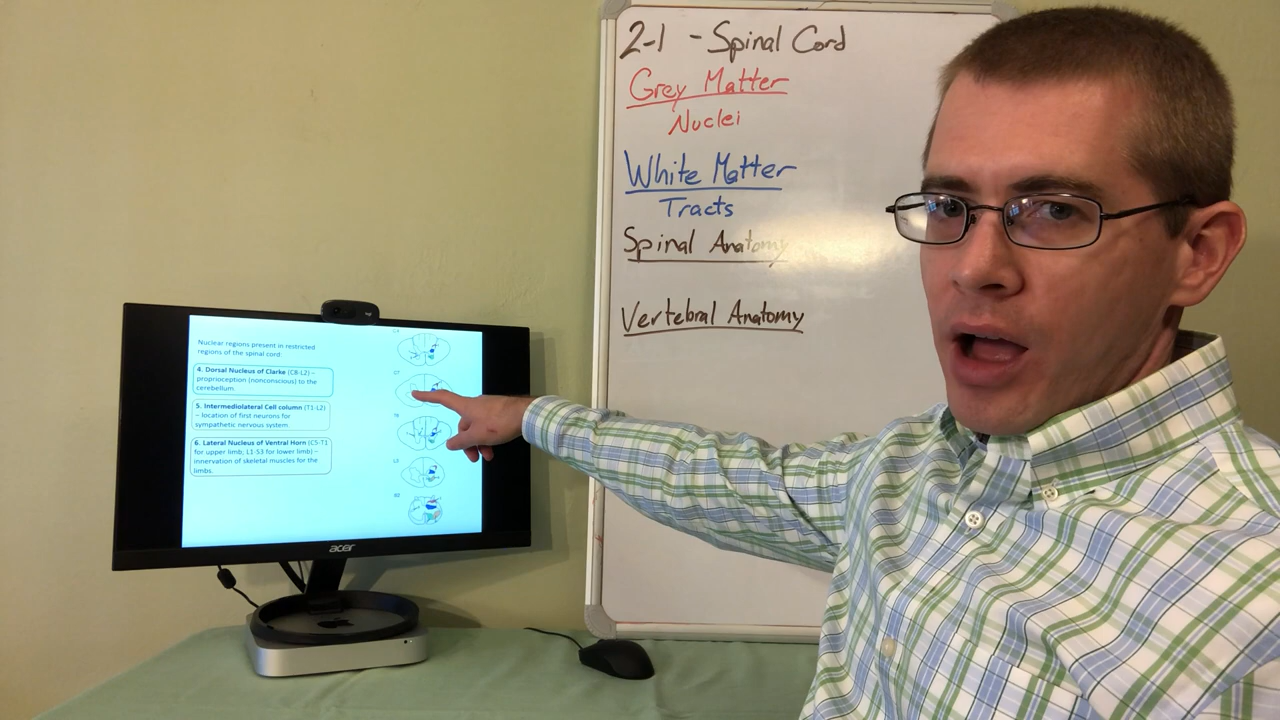 2-1 - Spinal Cord
Grey Matter
Nuclei
White Matter
Tracts
Spinal Anatomy
Vertebral Anatomy
Nuclear regions present in restricted
regions of the spinal cord:
4. Dorsal Nucleus of Clarke (C8-L2) –
proprioception (nonconscious) to the
cerebellum.
5. Intermediolateral Cell column (T1-L2)
– location of first neurons for
sympathetic nervous system
6. Lateral Nucleus of Ventral Horn (C5-T1
for upper limb; L1-S3 for lower limb) –
innervation of skeletal muscles for the
limbs.
acer